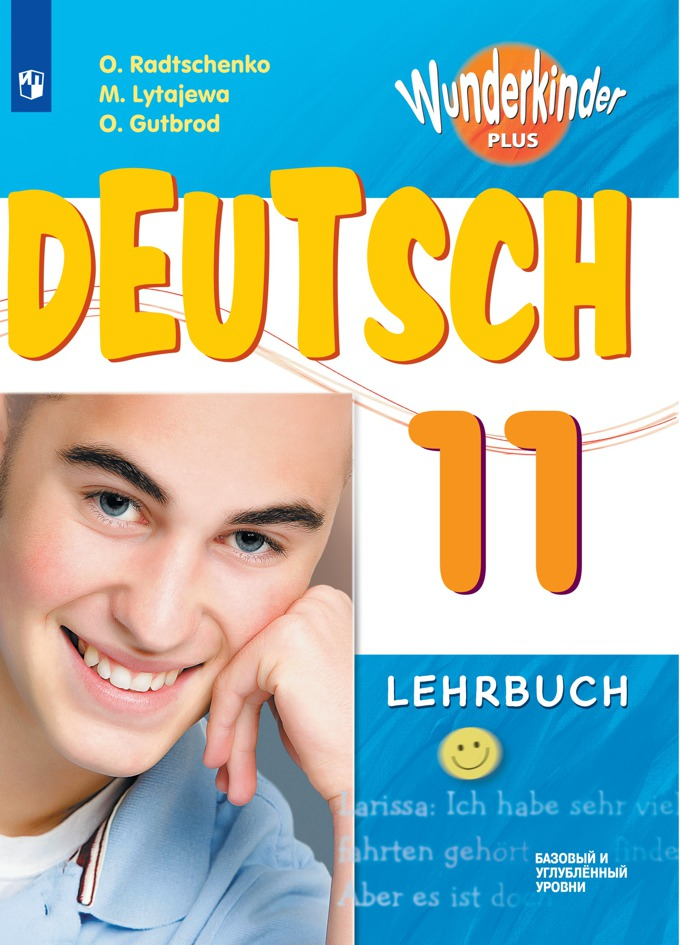 O. Radtschenko
M. Lytajewa
O. Gutbrod
Wunderkinder
PLUS
DEUTSCH
11
LEHRBUCH
Larissa: Ich habe sehr viel
fahrten gehört finde
Aber es ist doch
БАЗОВЫЙ И
УГЛУБЛЁННЫЙ
УРОВНИ